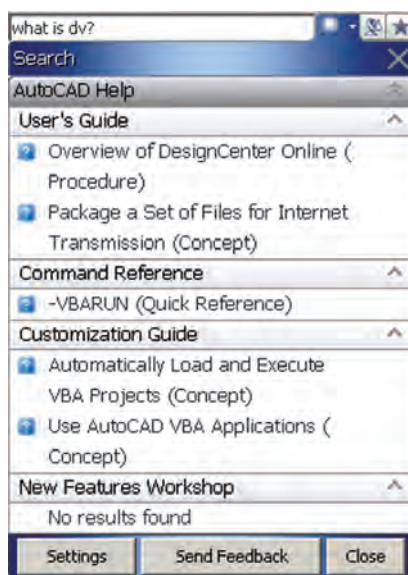 what is dv?
Search
AutoCAD Help
User's Guide
Overview of DesignCenter Online (
Procedure)
Package a Set of Files for Internet
Transmission (Concept)
Command Reference
-VBARUN (Quick Reference)
Customization Guide
Automatically Load and Execute
VBA Projects (Concept)
Use AutoCAD VBA Applications (
Concept)
New Features Workshop
No results found
Settings Send Feedback Close